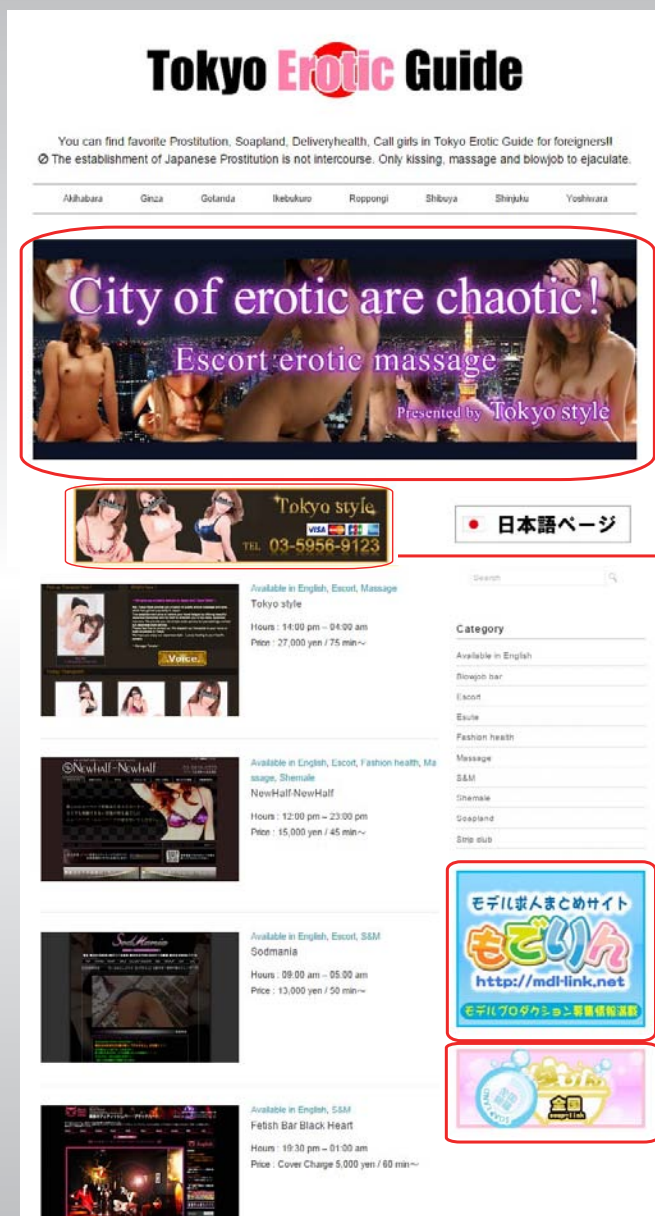 Tokyo Erotic Guide
You can find favorite Prostitution, Soapland, Deliveryhealth, Call girls in Tokyo Erotic Guide for foreigners!!
The establishment of Japanese Prostitution is not intercourse. Only kissing, massage and blowjob to ejaculate.
Akihabara Ginza Gotanda Ikebukuro Roppongi Shibuya Shinjuku Yoshiwara
City of erotic are chaotic!
Escort erotic massage
Presented by Tokyo style
Tokyo style
VISA
TEL 03-5956-9123
日本語ページ
Search
Available in English, Escort, Massage
Tokyo style
Hours : 14:00 pm – 04:00 am
Price : 27,000 yen / 75 min～
Voice
Category
Available in English
Blowjob bar
Escort
Esute
Fashion health
Massage
S&M
Shemale
Soapland
Strip club
NewHalf-NewHalf
Available in English, Escort, Fashion health, Ma
ssage, Shemale
NewHalf-NewHalf
Hours : 12:00 pm – 23:00 pm
Price : 15,000 yen / 45 min～
モデル求人まとめサイト
もでりん
http://mdl-link.net
モデルプロダクション募集情報満載
SodMania
Available in English, Escort, S&M
Sodmania
Hours : 09:00 am – 05:00 am
Price : 13,000 yen / 50 min～
全国
Available in English, S&M
Fetish Bar Black Heart
Hours : 19:30 pm – 01:00 am
Price : Cover Charge 5,000 yen / 60 min～